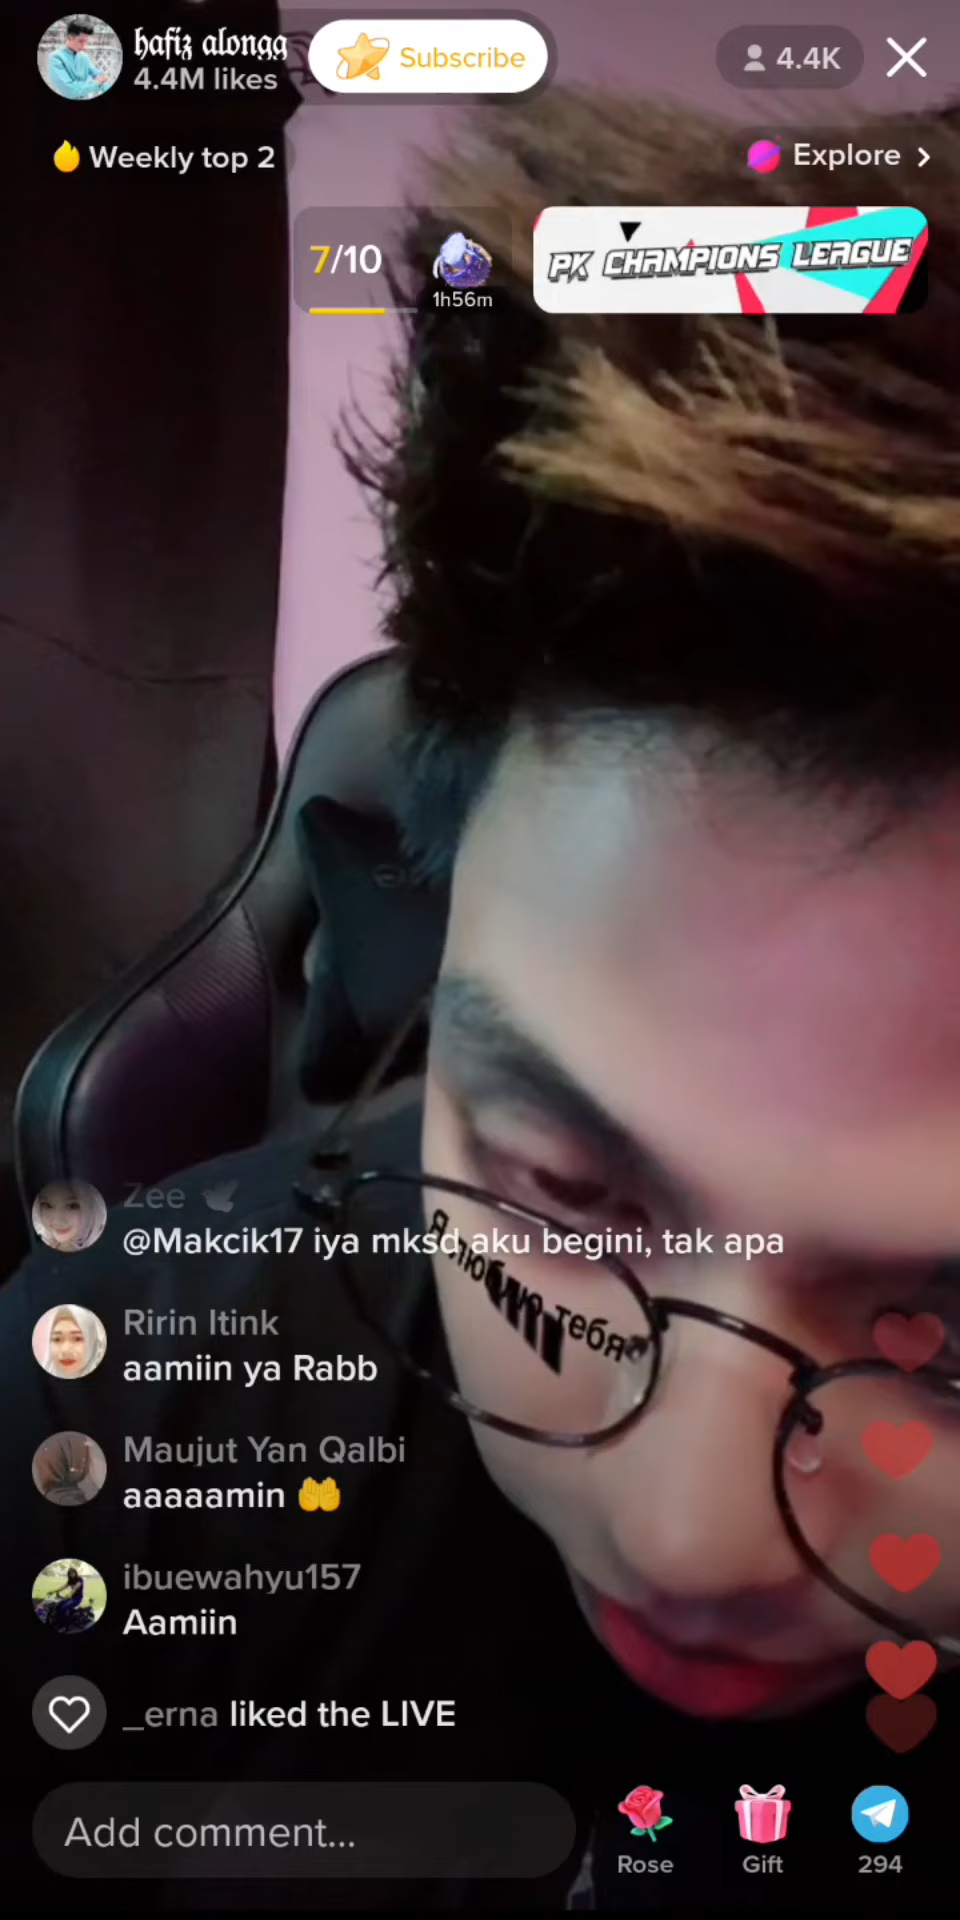 hafiz alongg
4.4M likes
Subscribe
4.4K
Weekly top 2
Explore >
7/10
1h56m
PK CHAMPIONS LEAGUE
Zee
@Makcik17 iya mksd aku begini, tak apa
Я люблю тебя
Ririn Itink
aamiin ya Rabb
Maujut Yan Qalbi
aaaaamin 🤲
ibuewahyu157
Aamiin
_erna liked the LIVE
Add comment...
Rose
Gift
294